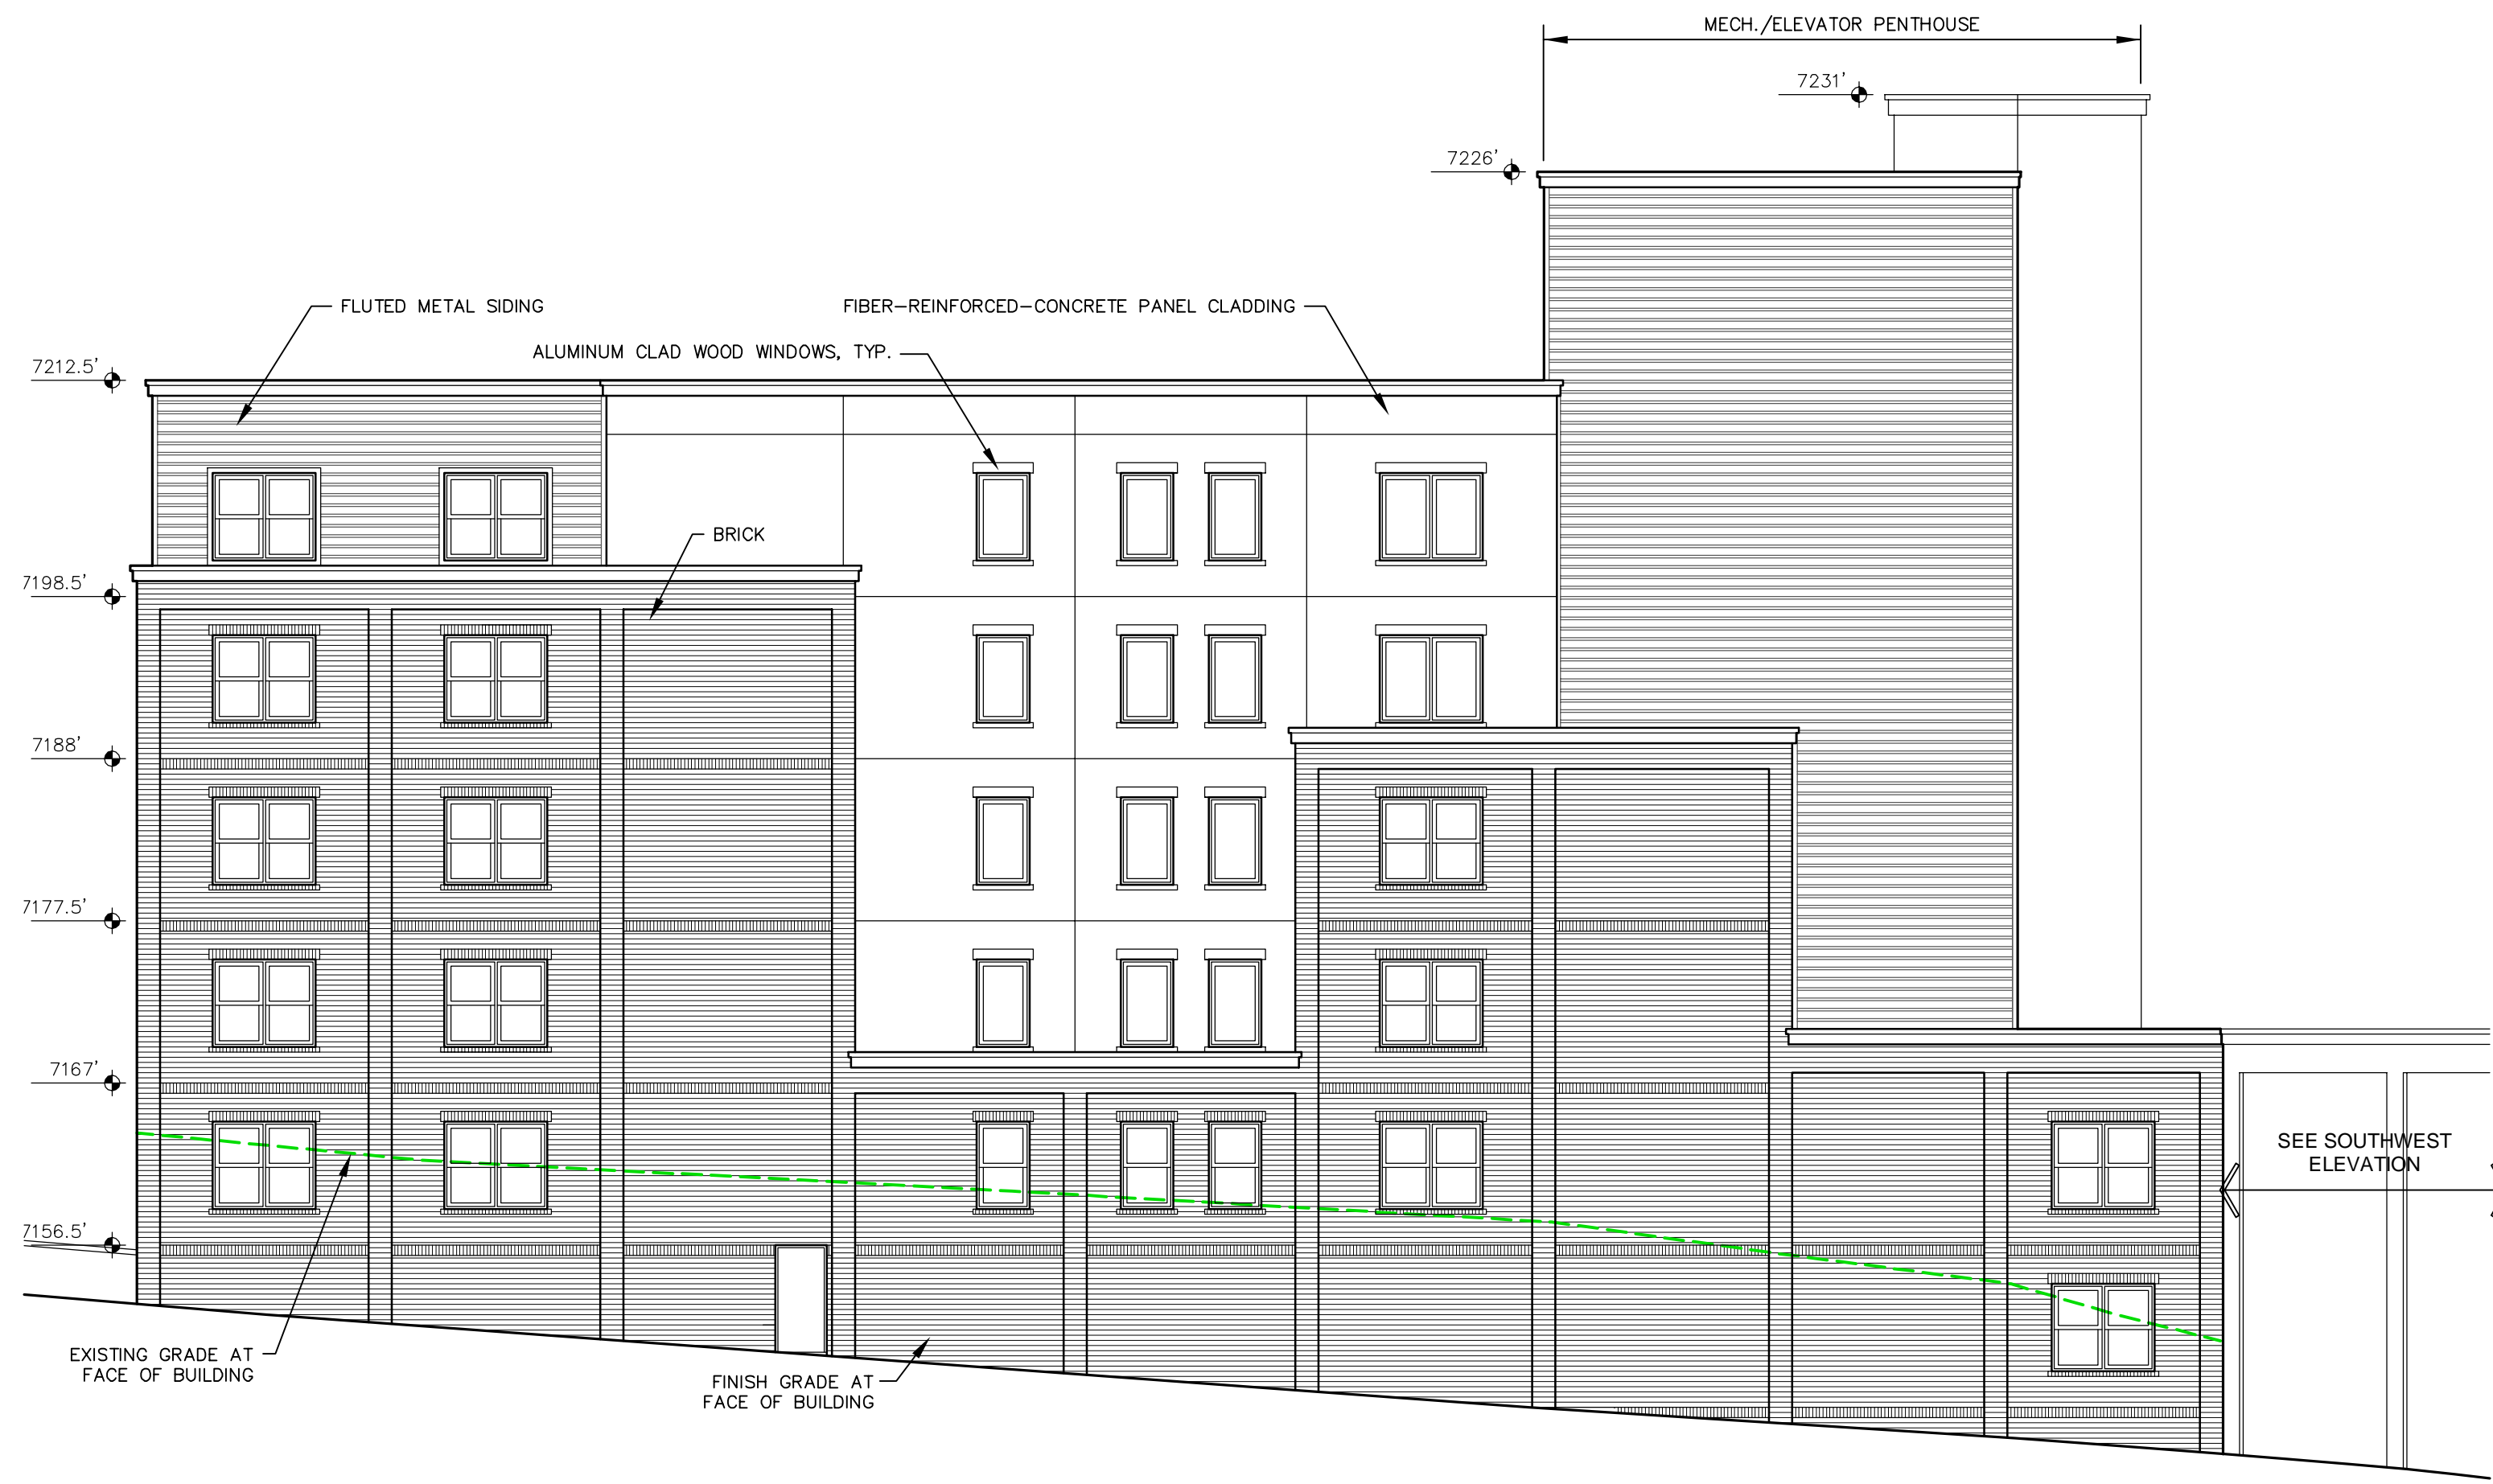 MECH./ELEVATOR PENTHOUSE
7231'
7226'
FLUTED METAL SIDING
FIBER-REINFORCED-CONCRETE PANEL CLADDING
ALUMINUM CLAD WOOD WINDOWS, TYP.
7212.5'
BRICK
7198.5'
7188'
7177.5'
7167'
SEE SOUTHWEST
ELEVATION
7156.5'
EXISTING GRADE AT
FACE OF BUILDING
FINISH GRADE AT
FACE OF BUILDING